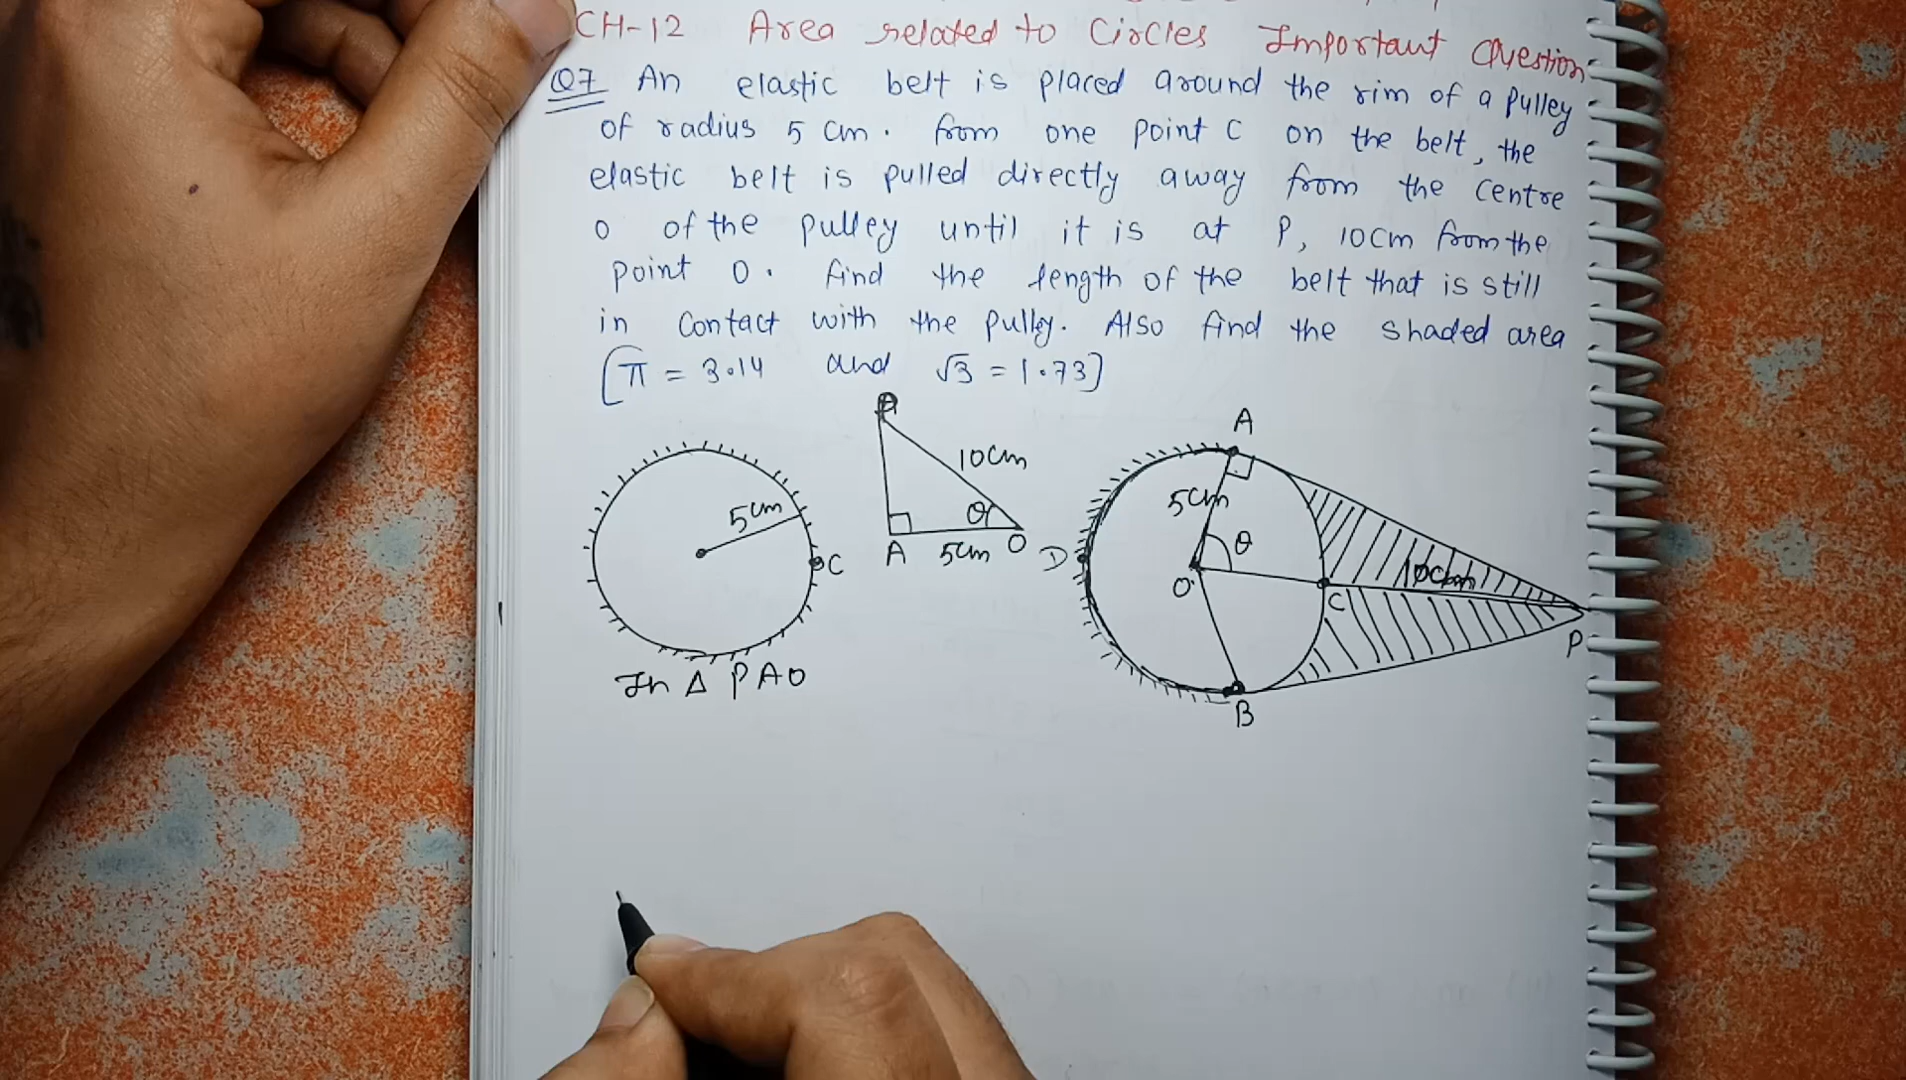 CH-12 Area related to Circles Important Question
Q7 An elastic belt is placed around the rim of a pulley
of radius 5 cm. from one point C on the belt, the
elastic belt is pulled directly away from the centre
O of the pulley until it is at P, 10cm from the
point O. find the length of the belt that is still
in contact with the pulley. Also find the shaded area
[π = 3.14 and √3 = 1.73]
5cm
C
In Δ PAO
P
10cm
θ
A 5cm O
A
5cm
θ
D
O
10cm
C
P
B